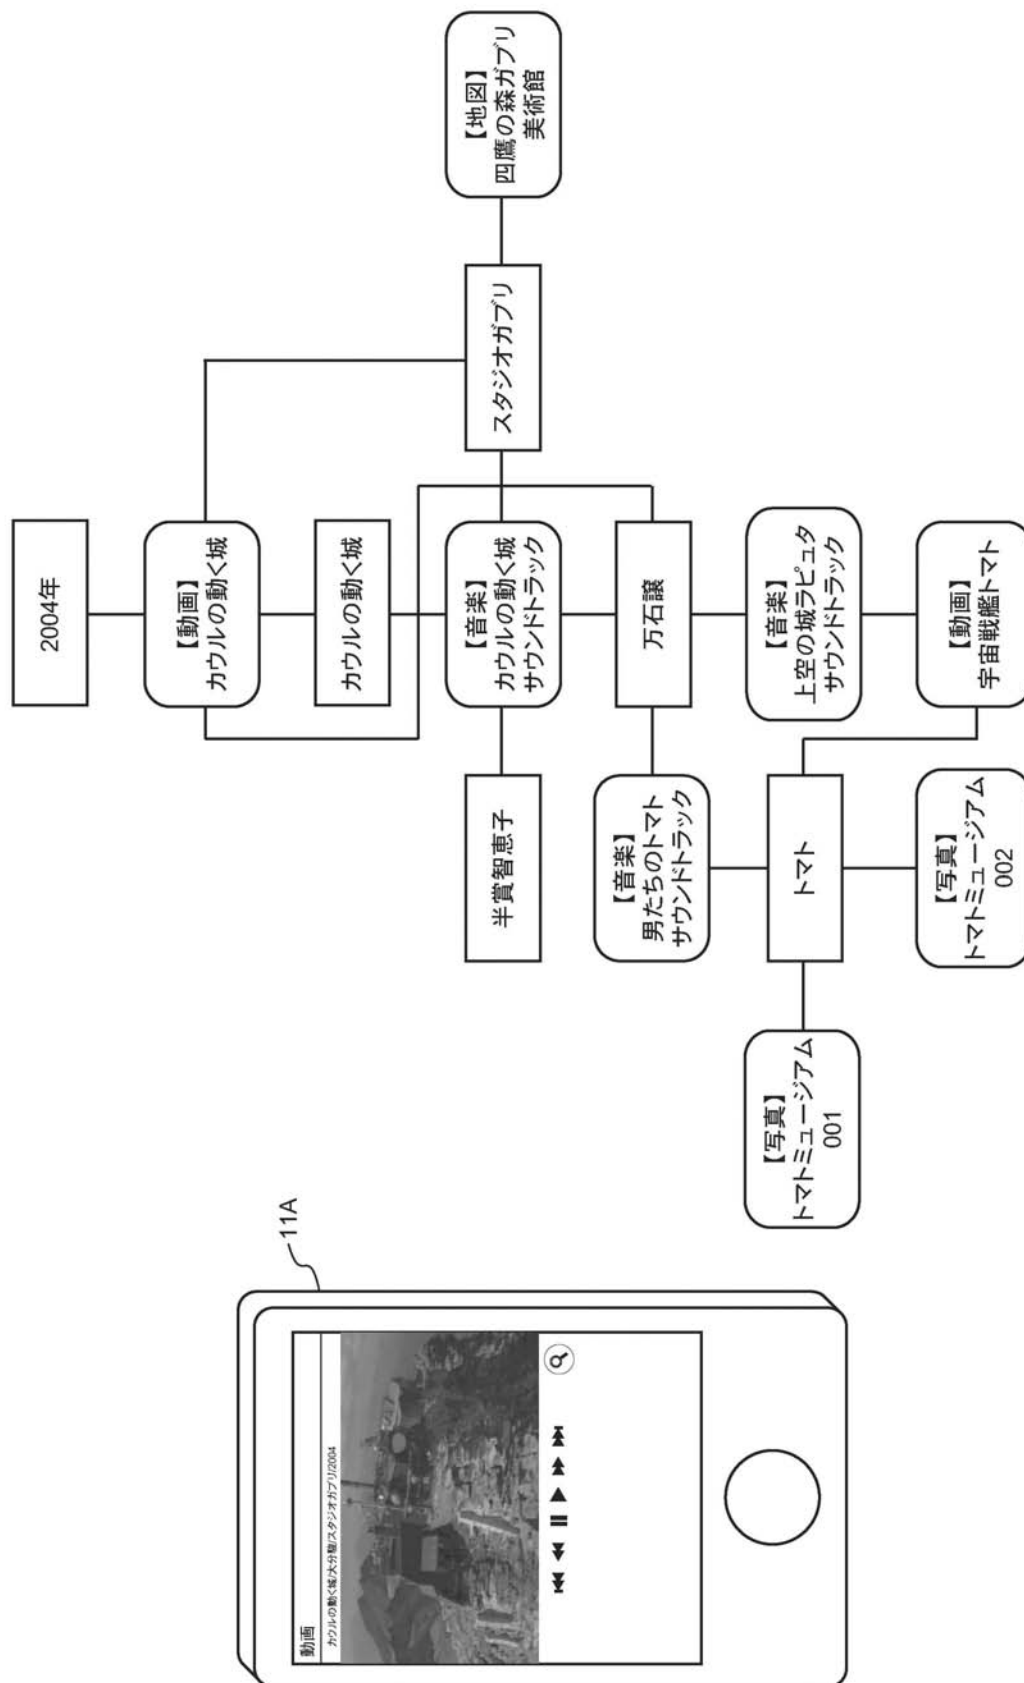 11A
動画
カウルの動く城/大分駿/スタジオガブリ/2004
2004年
【動画】
カウルの動く城
カウルの動く城
【音楽】
カウルの動く城
サウンドトラック
半賞智恵子
スタジオガブリ
【地図】
四鷹の森ガブリ
美術館
万石譲
【音楽】
男たちのトマト
サウンドトラック
【音楽】
上空の城ラピュタ
サウンドトラック
トマト
【動画】
宇宙戦艦トマト
【写真】
トマトミュージアム
001
【写真】
トマトミュージアム
002